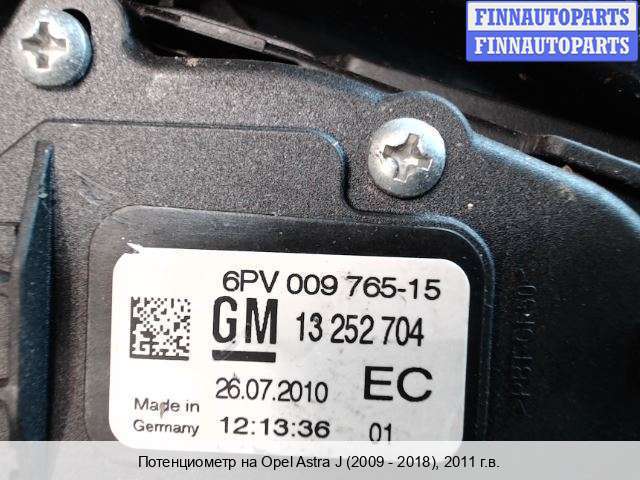 FINNAUTOPARTS
FINNAUTOPARTS
6PV 009 765-15
GM 13 252 704
26.07.2010 EC
Made in
Germany 12:13:36 01
Потенциометр на Opel Astra J (2009 - 2018), 2011 г.в.